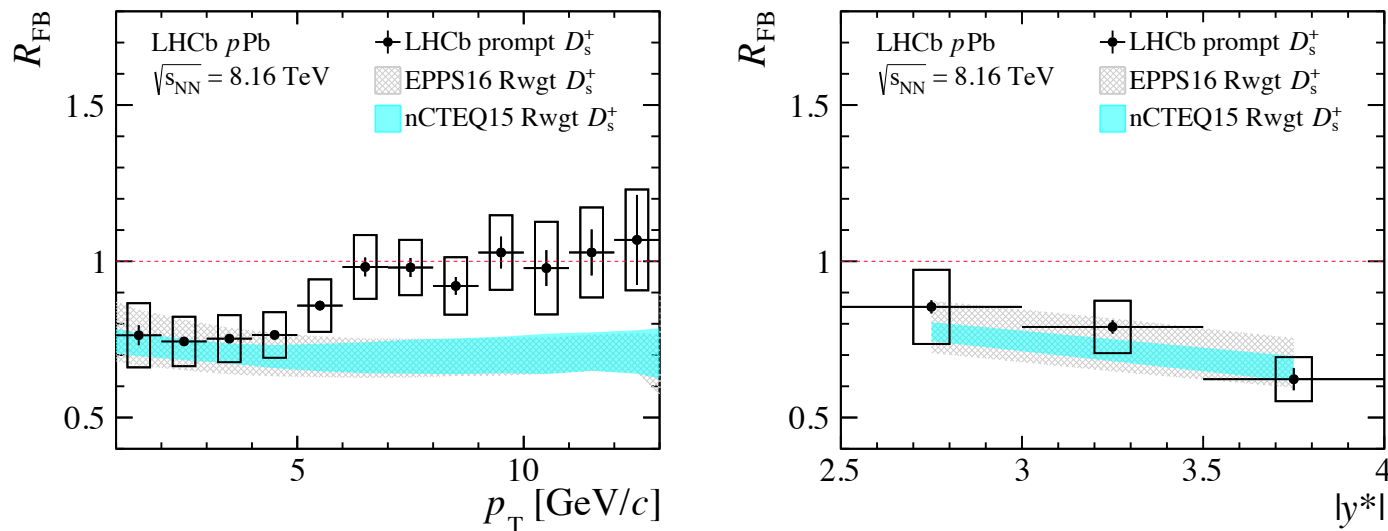 R_FB
LHCb pPb
√s_NN = 8.16 TeV
LHCb prompt D_s^+
EPPS16 Rwgt D_s^+
nCTEQ15 Rwgt D_s^+
1.5
1
0.5
5
10
p_T [GeV/c]
R_FB
LHCb pPb
√s_NN = 8.16 TeV
LHCb prompt D_s^+
EPPS16 Rwgt D_s^+
nCTEQ15 Rwgt D_s^+
1.5
1
0.5
2.5
3
3.5
4
|y*|